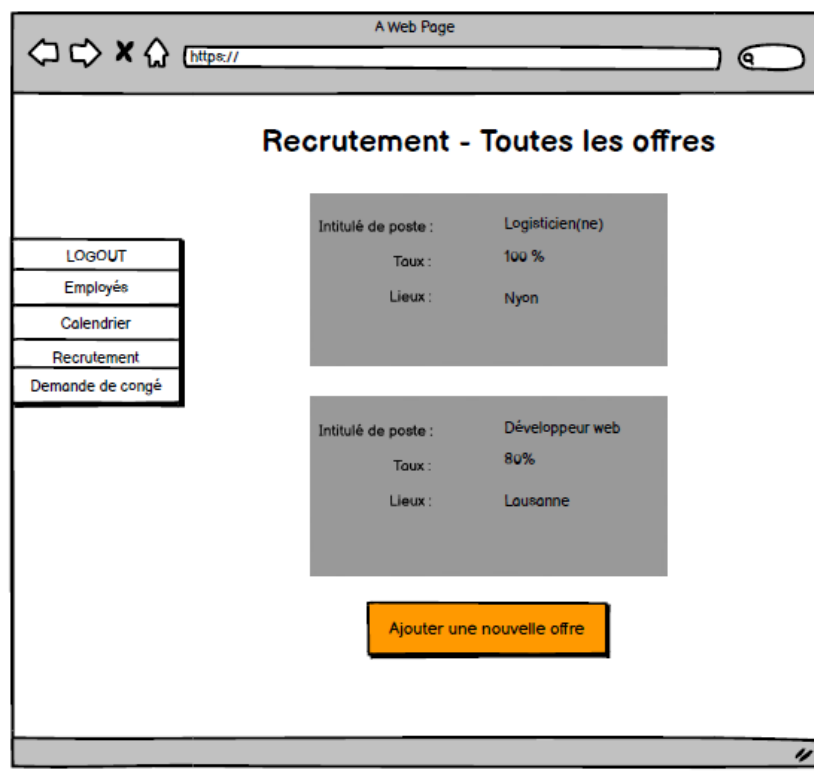 A Web Page
https://
Recrutement - Toutes les offres
LOGOUT
Employés
Calendrier
Recrutement
Demande de congé
Intitulé de poste : Logisticien(ne)
Taux : 100 %
Lieux : Nyon
Intitulé de poste : Développeur web
Taux : 80%
Lieux : Lausanne
Ajouter une nouvelle offre